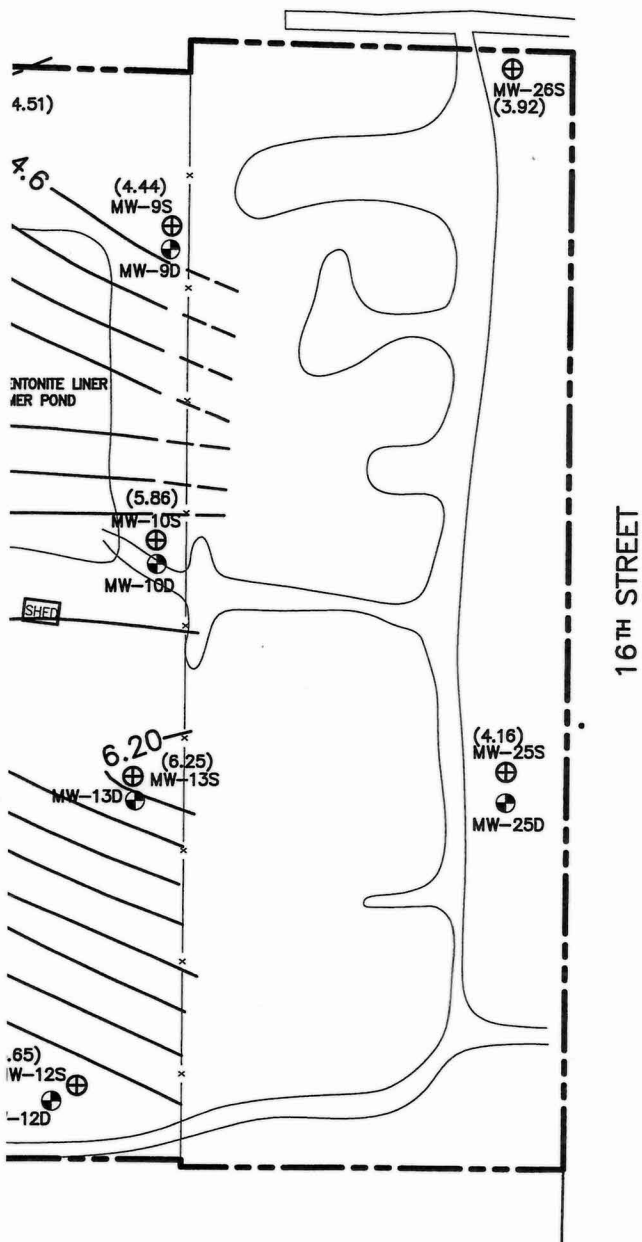 MW-26S
(3.92)
4.51)
4.6
(4.44)
MW-9S
MW-9D
ENTONITE LINER
MER POND
(5.86)
MW-10S
MW-10D
SHED
16TH STREET
6.20
(6.25)
MW-13S
MW-13D
(4.16)
MW-25S
MW-25D
.65)
MW-12S
-12D